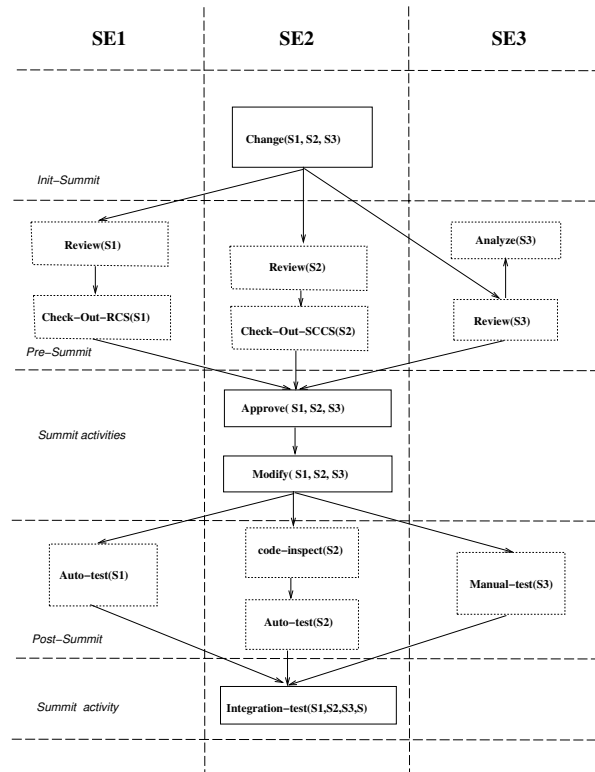 SE1
SE2
SE3
Change(S1, S2, S3)
Init-Summit
Review(S1)
Review(S2)
Analyze(S3)
Check-Out-RCS(S1)
Check-Out-SCCS(S2)
Review(S3)
Pre-Summit
Approve( S1, S2, S3)
Summit activities
Modify( S1, S2, S3)
code-inspect(S2)
Auto-test(S1)
Manual-test(S3)
Auto-test(S2)
Post-Summit
Summit activity
Integration-test(S1,S2,S3,S)